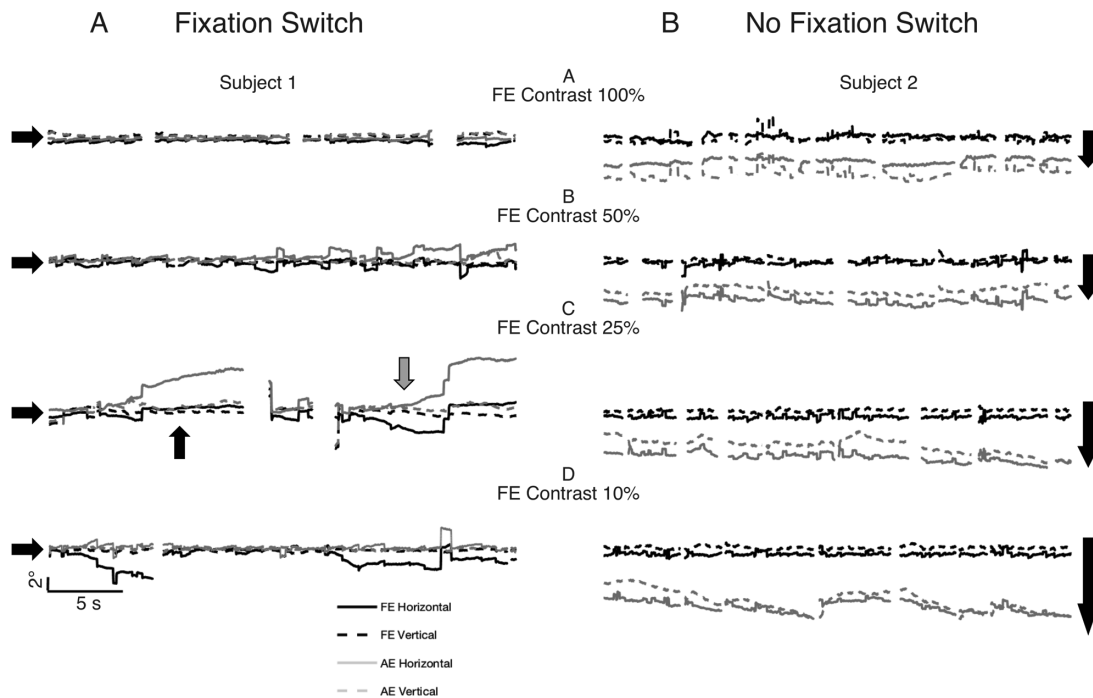 A Fixation Switch
B No Fixation Switch
Subject 1
A
FE Contrast 100%
Subject 2
B
FE Contrast 50%
C
FE Contrast 25%
D
FE Contrast 10%
2°
5 s
FE Horizontal
FE Vertical
AE Horizontal
AE Vertical